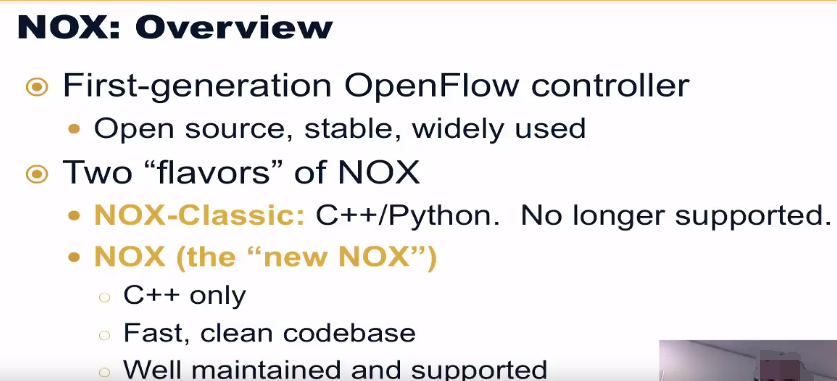 NOX: Overview
First-generation OpenFlow controller
Open source, stable, widely used
Two “flavors” of NOX
NOX-Classic: C++/Python.  No longer supported.
NOX (the “new NOX”)
C++ only
Fast, clean codebase
Well maintained and supported